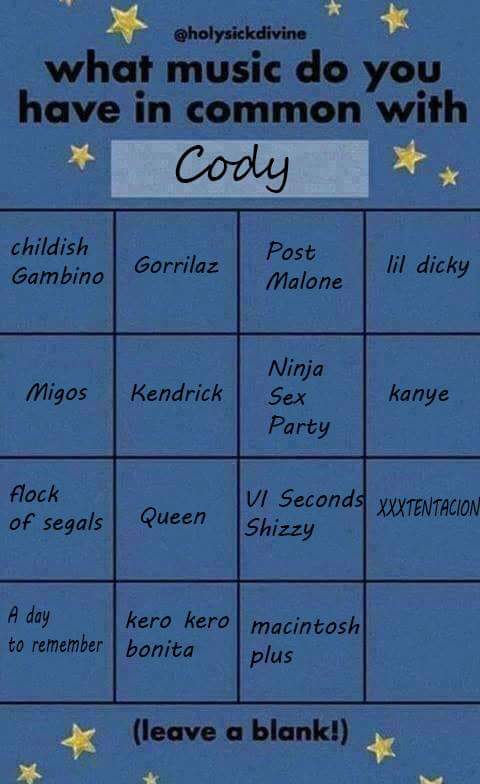 @holysickdivine
what music do you
have in common with
Cody
childish
Gambino
Gorrilaz
Post
Malone
lil dicky
Migos
Kendrick
Ninja
Sex
Party
kanye
flock
of segals
Queen
VI Seconds
Shizzy
XXXTENTACION
A day
to remember
kero kero
bonita
macintosh
plus
(leave a blank!)